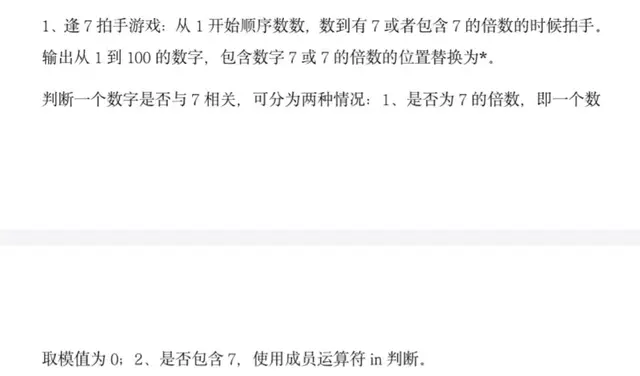 1、逢 7 拍手游戏：从 1 开始顺序数数，数到有 7 或者包含 7 的倍数的时候拍手。
输出从 1 到 100 的数字，包含数字 7 或 7 的倍数的位置替换为*。
判断一个数字是否与 7 相关，可分为两种情况：1、是否为 7 的倍数，即一个数
取模值为 0；2、是否包含 7，使用成员运算符 in 判断。